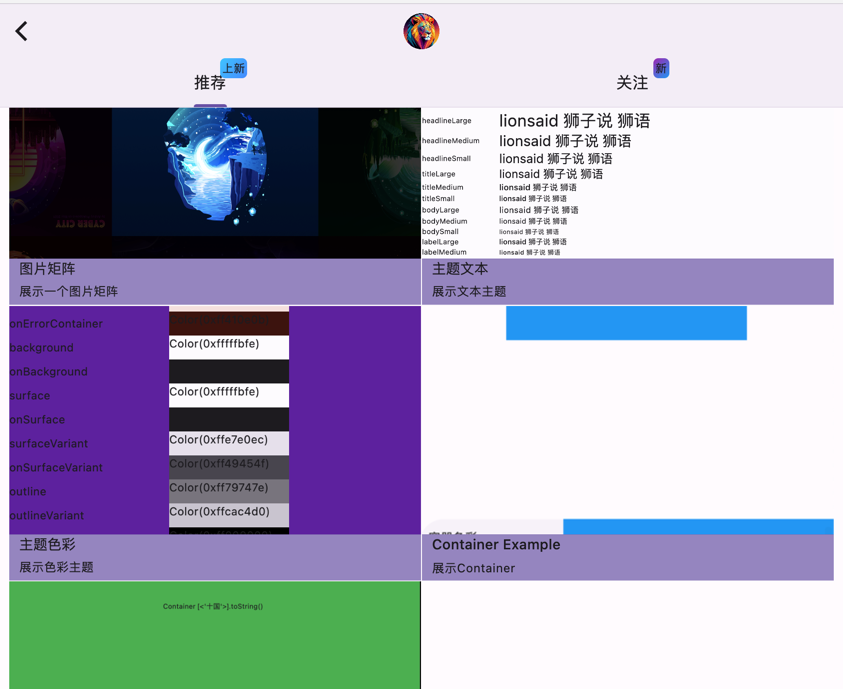 上新
推荐
新
关注
CYBER CITY
headlineLarge lionsaid 狮子说 狮语
headlineMedium lionsaid 狮子说 狮语
headlineSmall lionsaid 狮子说 狮语
titleLarge lionsaid 狮子说 狮语
titleMedium lionsaid 狮子说 狮语
titleSmall lionsaid 狮子说 狮语
bodyLarge lionsaid 狮子说 狮语
bodyMedium lionsaid 狮子说 狮语
bodySmall lionsaid 狮子说 狮语
labelLarge lionsaid 狮子说 狮语
labelMedium lionsaid 狮子说 狮语
图片矩阵
展示一个图片矩阵
主题文本
展示文本主题
onErrorContainer
background Color(0xfffffbfe)
onBackground
surface Color(0xfffffbfe)
onSurface
surfaceVariant Color(0xffe7e0ec)
onSurfaceVariant Color(0xff49454f)
outline Color(0xff79747e)
outlineVariant Color(0xffcac4d0)
主题色彩
展示色彩主题
Container Example
展示Container
Container [<'十国'>].toString()